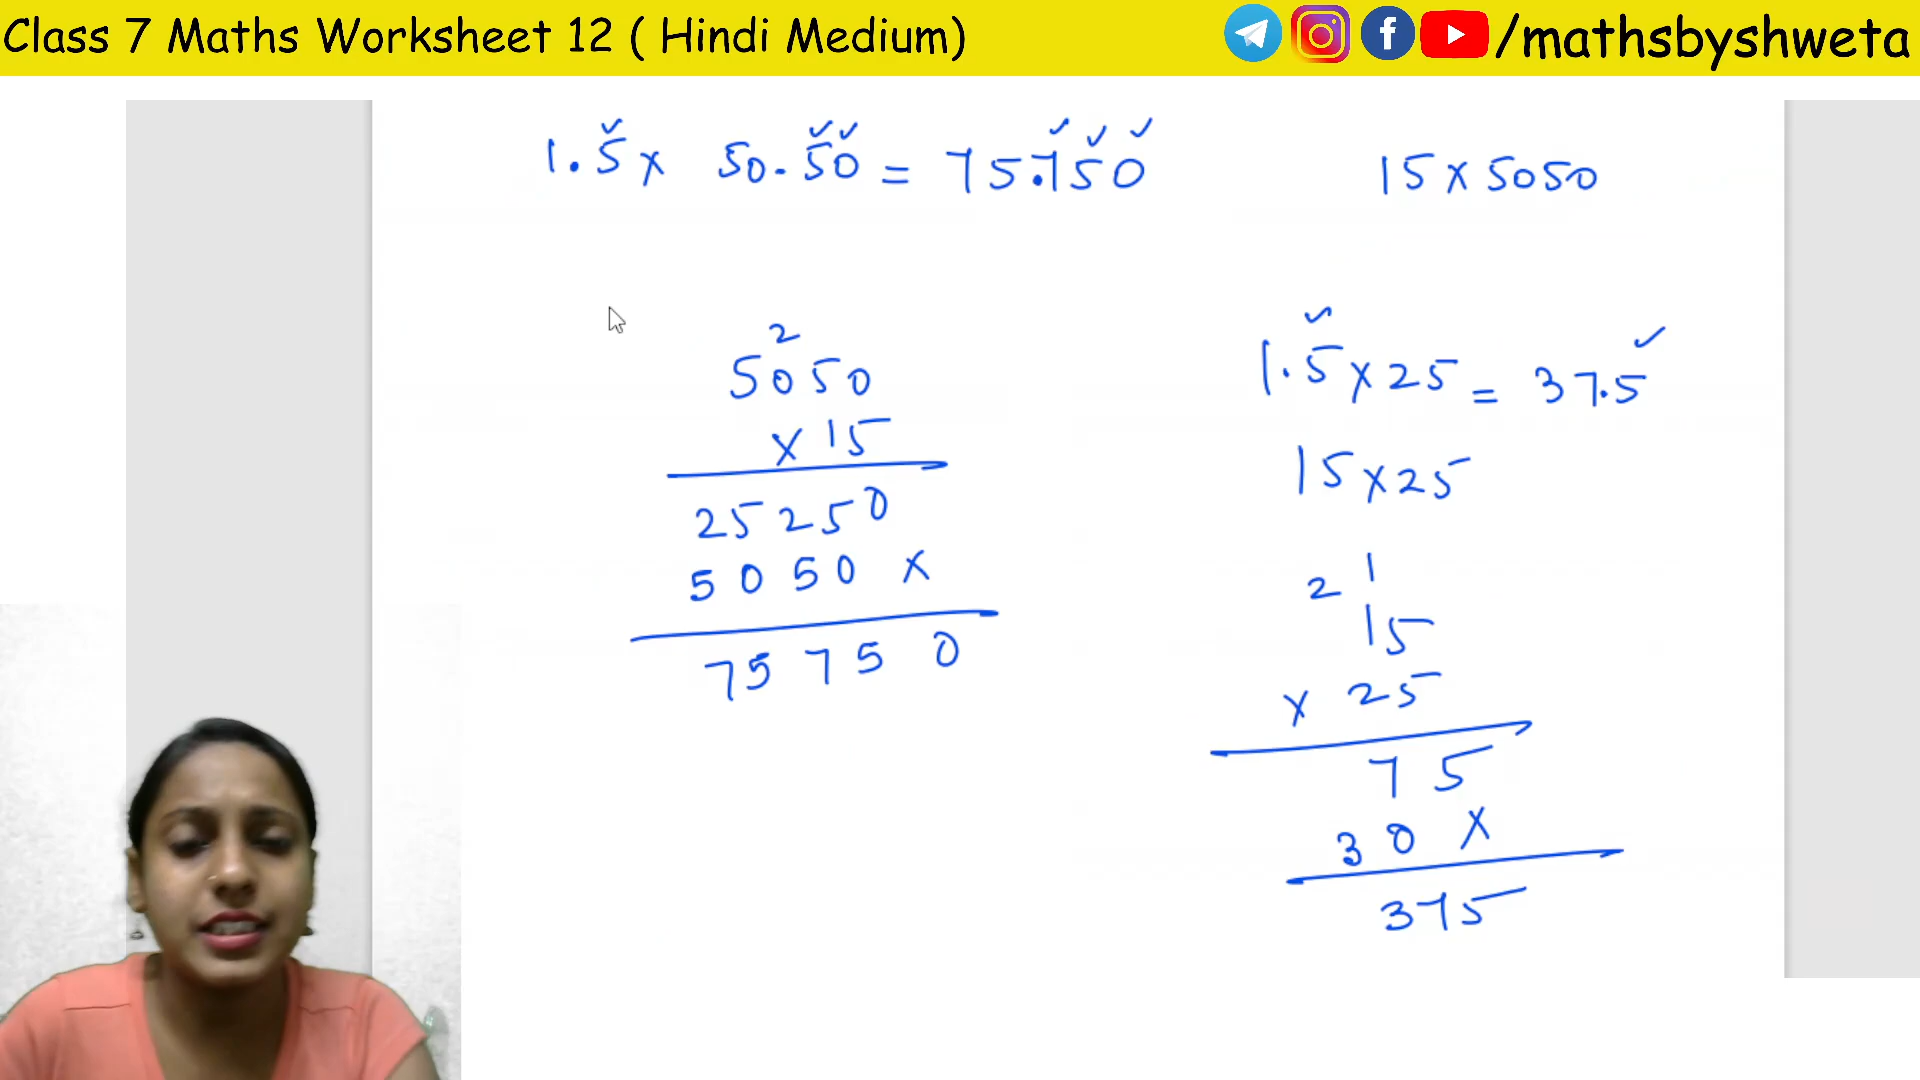 Class 7 Maths Worksheet 12 ( Hindi Medium)
/mathsbyshweta
1.5 x 50.50 = 75.750
15 x 5050
2
5050
x 15
25250
5050 x
75750
1.5 x 25 = 37.5
15 x 25
2 1
15
x 25
75
30 x
375